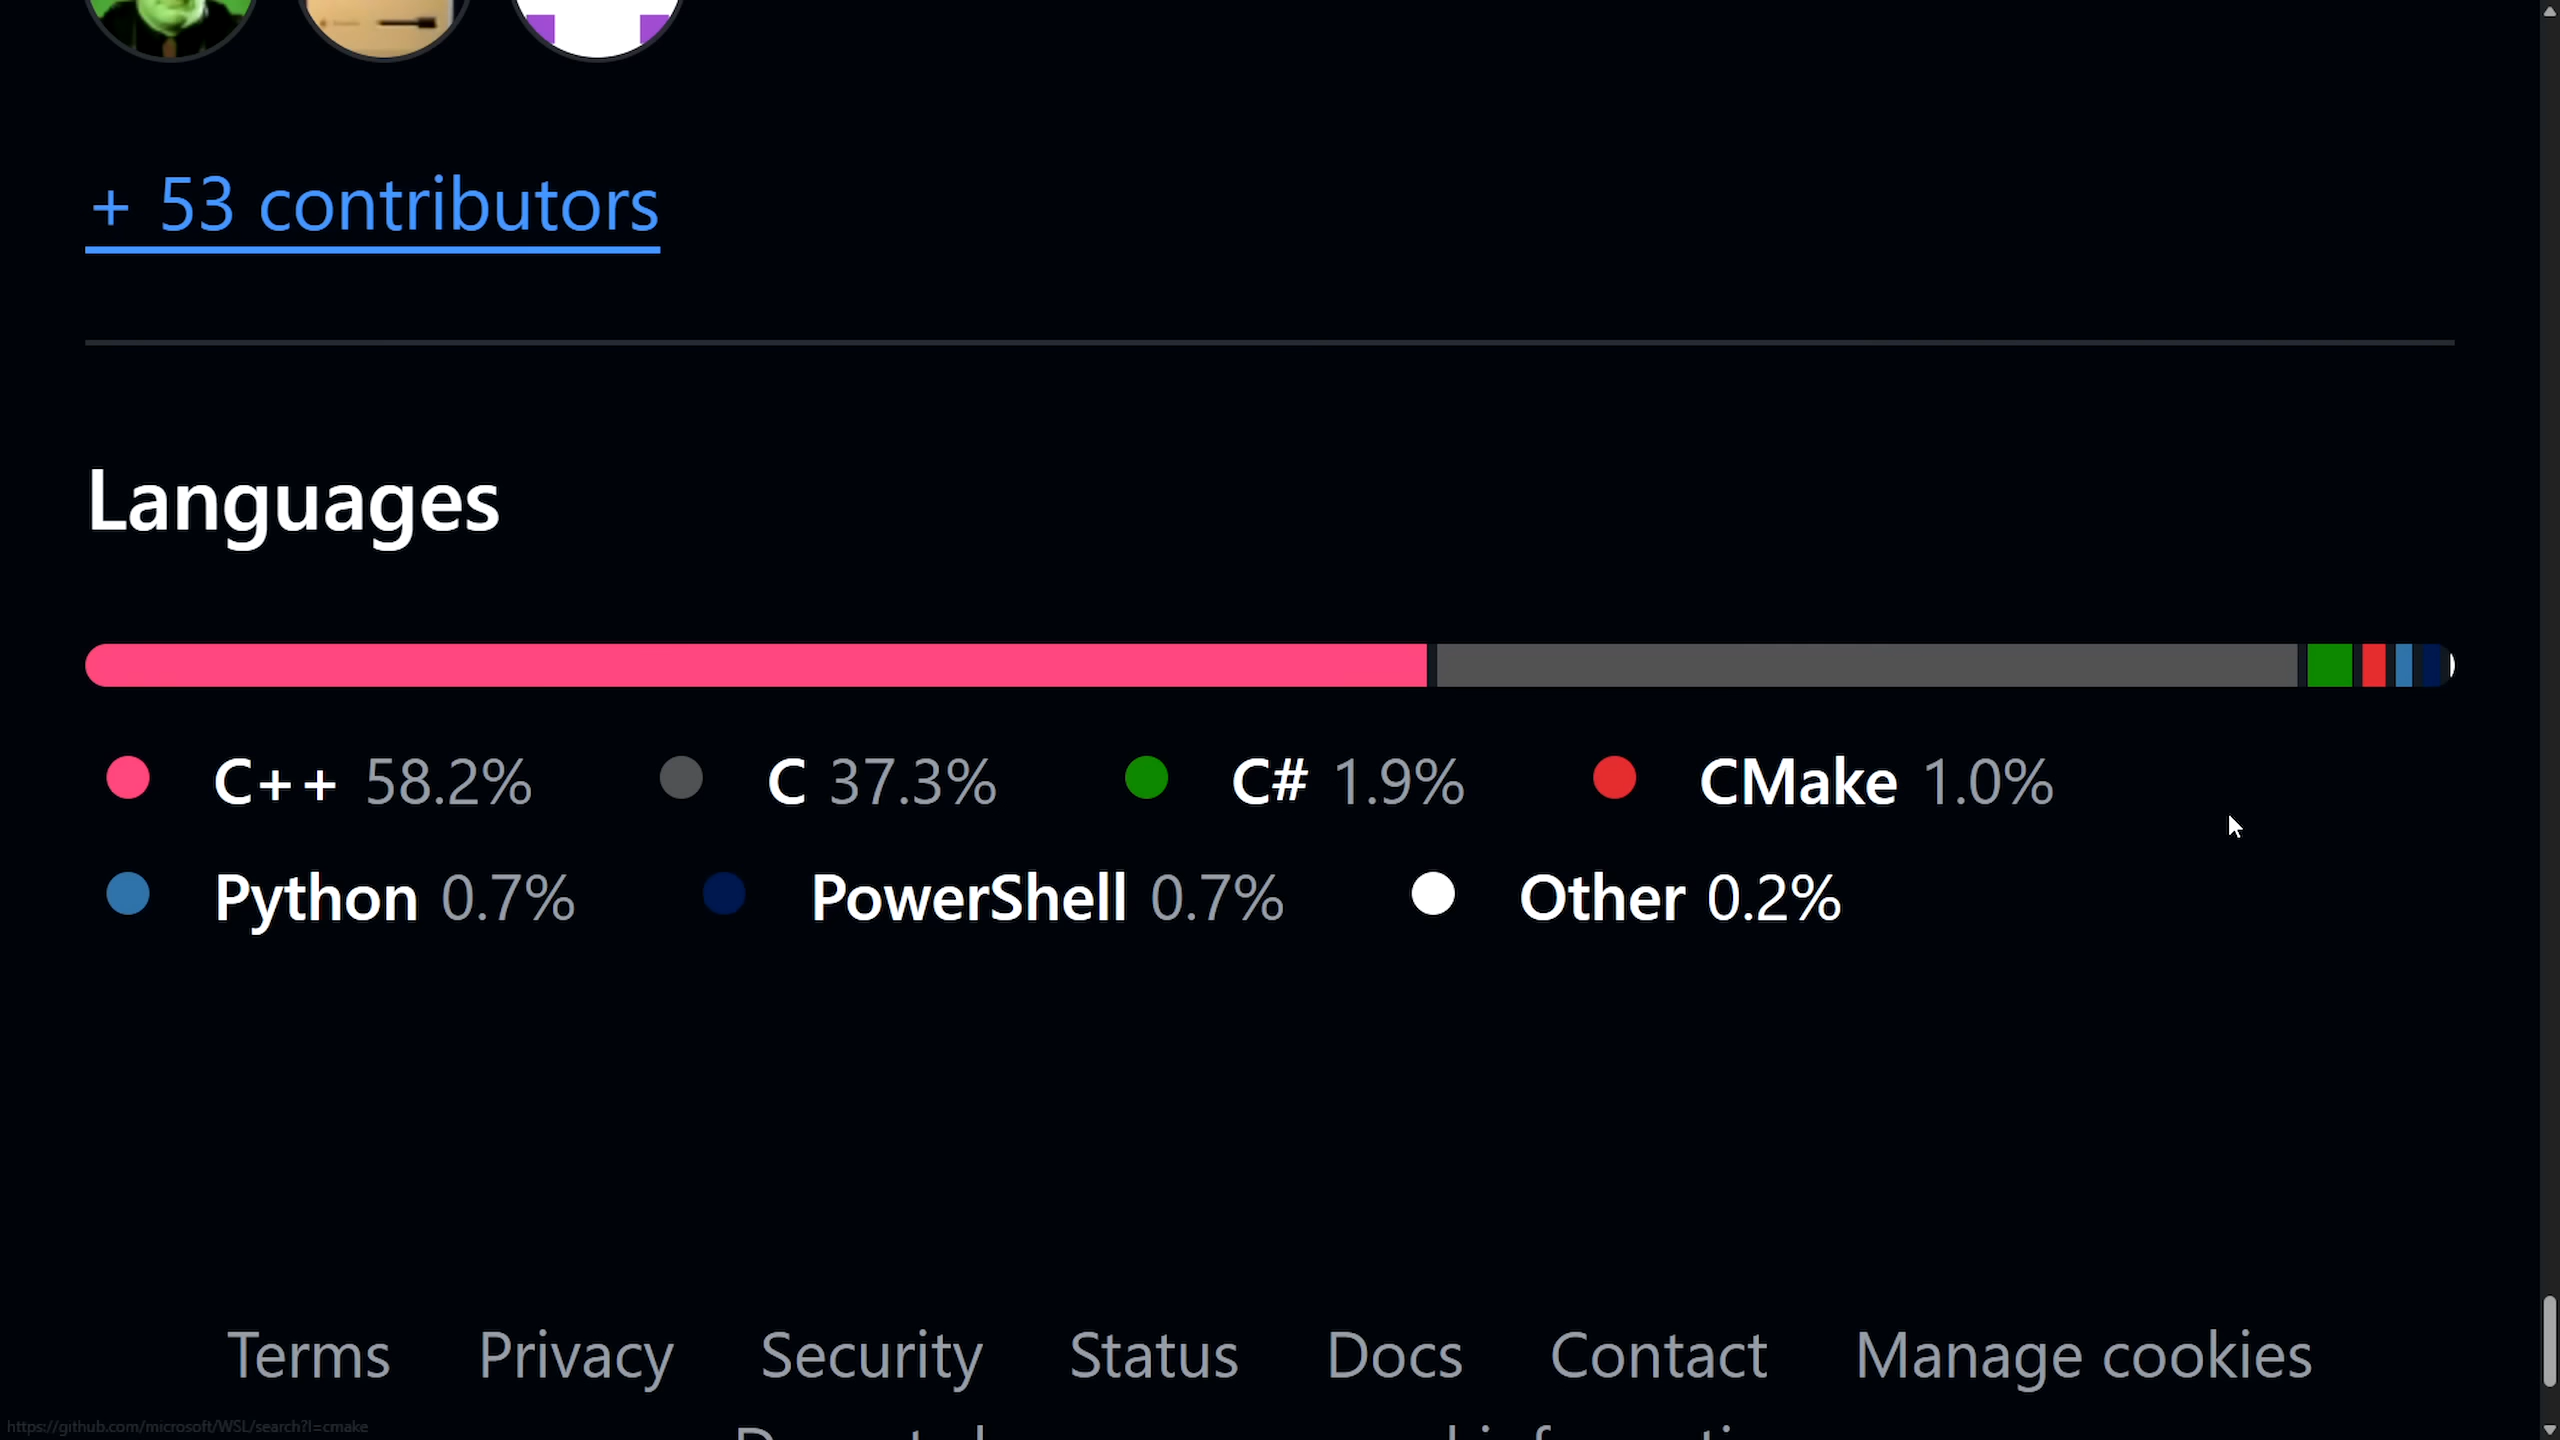 + 53 contributors
Languages
C++ 58.2% C 37.3% C# 1.9% CMake 1.0%
Python 0.7% PowerShell 0.7% Other 0.2%
Terms Privacy Security Status Docs Contact Manage cookies
https://github.com/microsoft/WSL/search?l=cmake